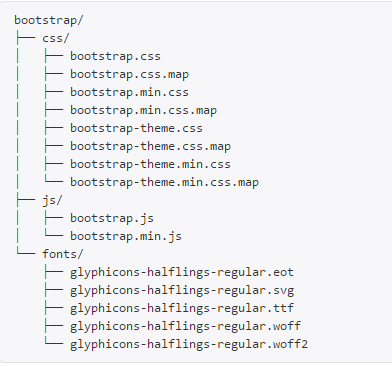 bootstrap/
├── css/
│   ├── bootstrap.css
│   ├── bootstrap.css.map
│   ├── bootstrap.min.css
│   ├── bootstrap.min.css.map
│   ├── bootstrap-theme.css
│   ├── bootstrap-theme.css.map
│   ├── bootstrap-theme.min.css
│   └── bootstrap-theme.min.css.map
├── js/
│   ├── bootstrap.js
│   └── bootstrap.min.js
└── fonts/
    ├── glyphicons-halflings-regular.eot
    ├── glyphicons-halflings-regular.svg
    ├── glyphicons-halflings-regular.ttf
    ├── glyphicons-halflings-regular.woff
    └── glyphicons-halflings-regular.woff2